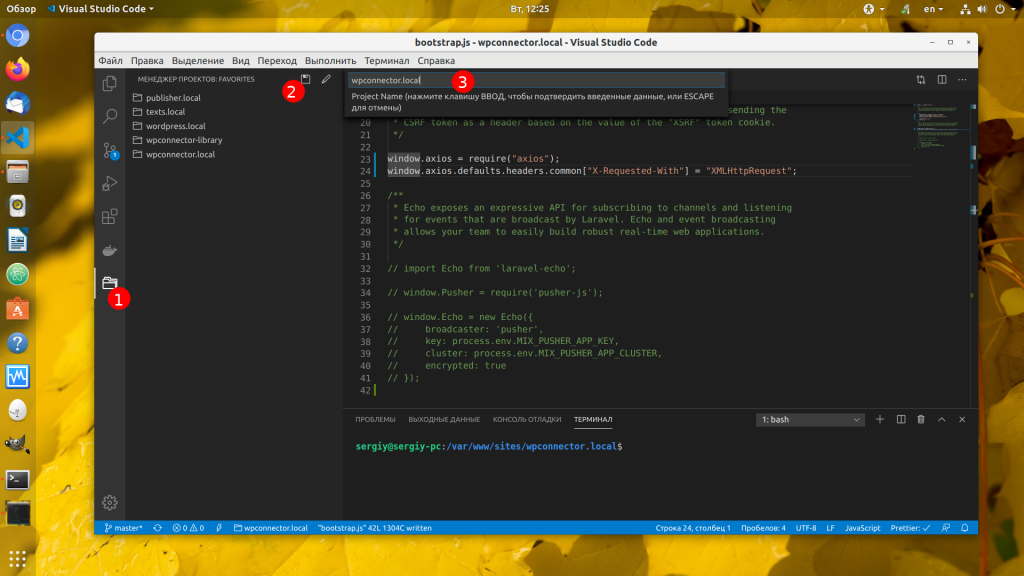 Обзор
Visual Studio Code
Вт, 12:25
en
bootstrap.js - wpconnector.local - Visual Studio Code
Файл Правка Выделение Вид Переход Выполнить Терминал Справка
МЕНЕДЖЕР ПРОЕКТОВ: FAVORITES
publisher.local
texts.local
wordpress.local
wpconnector-library
wpconnector.local
1
1
2
3
wpconnector.local
Project Name (нажмите клавишу ВВОД, чтобы подтвердить введенные данные, или ESCAPE
для отмены)
sending the
20 * CSRF token as a header based on the value of the "XSRF" token cookie.
21 */
22
23 window.axios = require("axios");
24 window.axios.defaults.headers.common["X-Requested-With"] = "XMLHttpRequest";
25
26 /**
27 * Echo exposes an expressive API for subscribing to channels and listening
28 * for events that are broadcast by Laravel. Echo and event broadcasting
29 * allows your team to easily build robust real-time web applications.
30 */
31
32 // import Echo from 'laravel-echo';
33
34 // window.Pusher = require('pusher-js');
35
36 // window.Echo = new Echo({
37 //     broadcaster: 'pusher',
38 //     key: process.env.MIX_PUSHER_APP_KEY,
39 //     cluster: process.env.MIX_PUSHER_APP_CLUSTER,
40 //     encrypted: true
41 // });
42
ПРОБЛЕМЫ ВЫХОДНЫЕ ДАННЫЕ КОНСОЛЬ ОТЛАДКИ ТЕРМИНАЛ
1: bash
sergiy@sergiy-pc:/var/www/sites/wpconnector.local$
master* 0 0 wpconnector.local "bootstrap.js" 42L 1304C written
Строка 24, столбец 1 Пробелов: 4 UTF-8 LF JavaScript Prettier: ✓